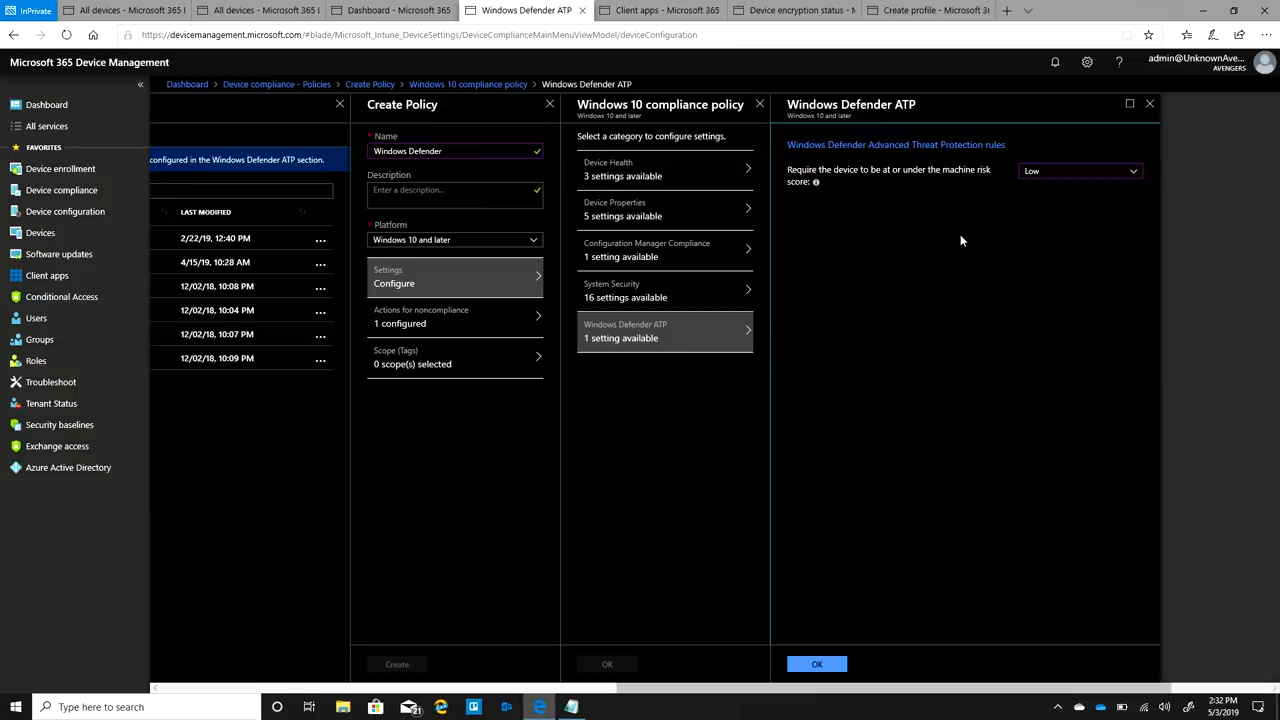 InPrivate
All devices - Microsoft 365 I
All devices - Microsoft 365 I
Dashboard - Microsoft 365
Windows Defender ATP
Client apps - Microsoft 365
Device encryption status - M
Create profile - Microsoft 36
https://devicemanagement.microsoft.com/#blade/Microsoft_Intune_DeviceSettings/DeviceComplianceMainMenuViewModel/deviceConfiguration
Microsoft 365 Device Management
admin@UnknownAve...
AVENGERS
Dashboard > Device compliance - Policies > Create Policy > Windows 10 compliance policy > Windows Defender ATP
Dashboard
All services
FAVORITES
Device enrollment
Device compliance
Device configuration
Devices
Software updates
Client apps
Conditional Access
Users
Groups
Roles
Troubleshoot
Tenant Status
Security baselines
Exchange access
Azure Active Directory
configured in the Windows Defender ATP section.
LAST MODIFIED
2/22/19, 12:40 PM
4/15/19, 10:28 AM
12/02/18, 10:08 PM
12/02/18, 10:04 PM
12/02/18, 10:07 PM
12/02/18, 10:09 PM
Create Policy
* Name
Windows Defender
Description
Enter a description...
* Platform
Windows 10 and later
Settings
Configure
Actions for noncompliance
1 configured
Scope (Tags)
0 scope(s) selected
Create
Windows 10 compliance policy
Windows 10 and later
Select a category to configure settings.
Device Health
3 settings available
Device Properties
5 settings available
Configuration Manager Compliance
1 setting available
System Security
16 settings available
Windows Defender ATP
1 setting available
OK
Windows Defender ATP
Windows 10 and later
Windows Defender Advanced Threat Protection rules
Require the device to be at or under the machine risk
score:
Low
OK
Type here to search
21
2:32 PM
5/3/2019